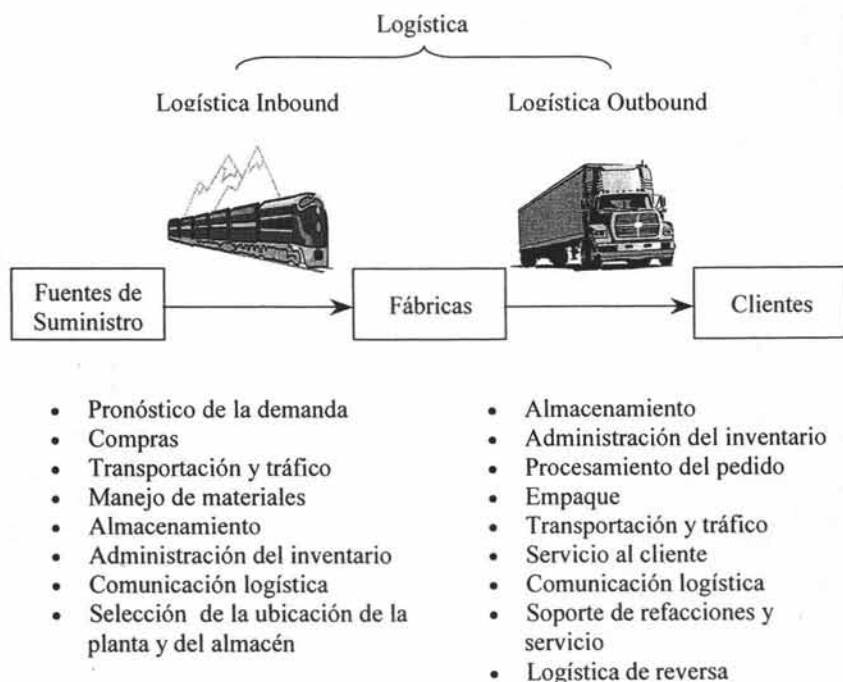 Logística
Logística Inbound
Logística Outbound
Fuentes de
Suministro
Fábricas
Clientes
• Pronóstico de la demanda
• Compras
• Transportación y tráfico
• Manejo de materiales
• Almacenamiento
• Administración del inventario
• Comunicación logística
• Selección de la ubicación de la
planta y del almacén
• Almacenamiento
• Administración del inventario
• Procesamiento del pedido
• Empaque
• Transportación y tráfico
• Servicio al cliente
• Comunicación logística
• Soporte de refacciones y
servicio
• Logística de reversa